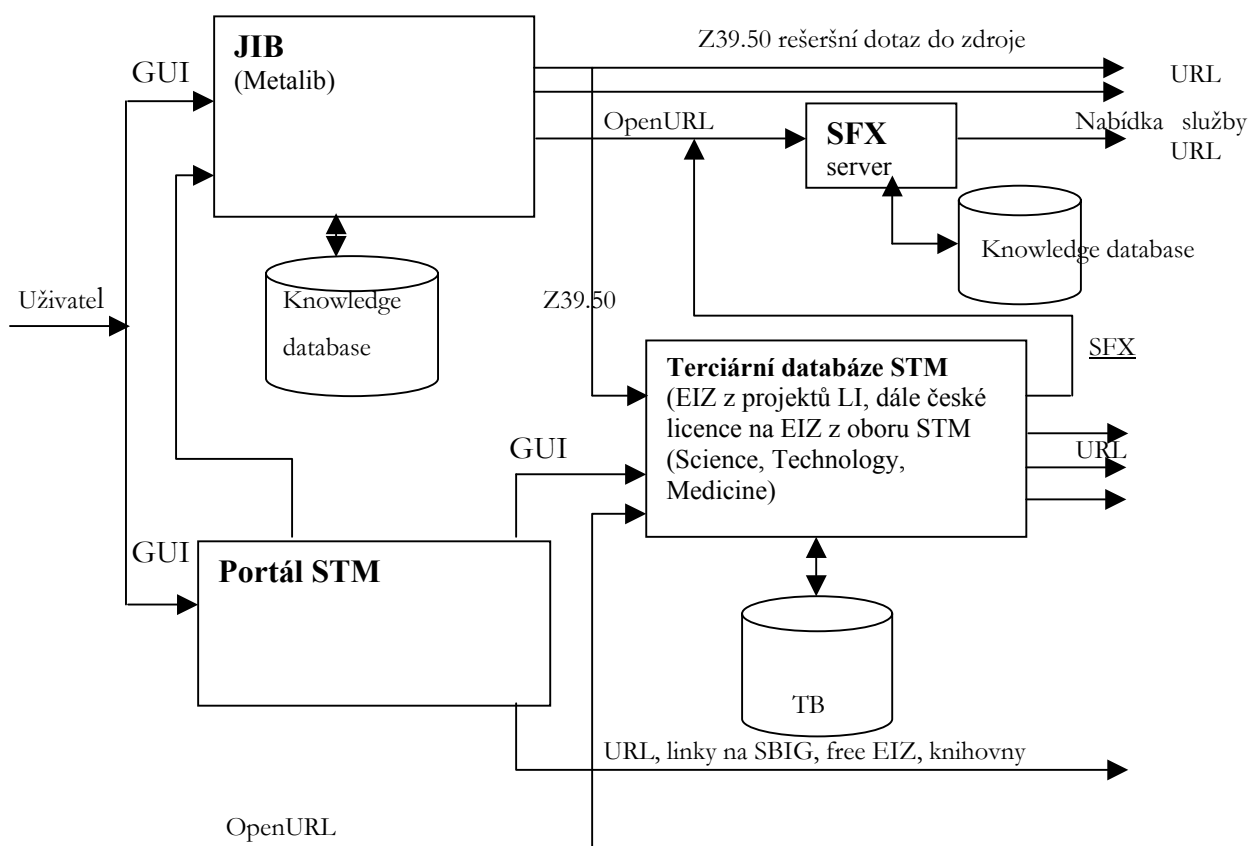 JIB
(Metalib)
GUI
Z39.50 rešeršní dotaz do zdroje
URL
OpenURL
SFX
server
Nabídka služby
URL
Knowledge database
Uživatel
Knowledge
database
Z39.50
SFX
Terciární databáze STM
(EIZ z projektů LI, dále české
licence na EIZ z oboru STM
(Science, Technology,
Medicine)
GUI
URL
GUI
Portál STM
TB
URL, linky na SBIG, free EIZ, knihovny
OpenURL